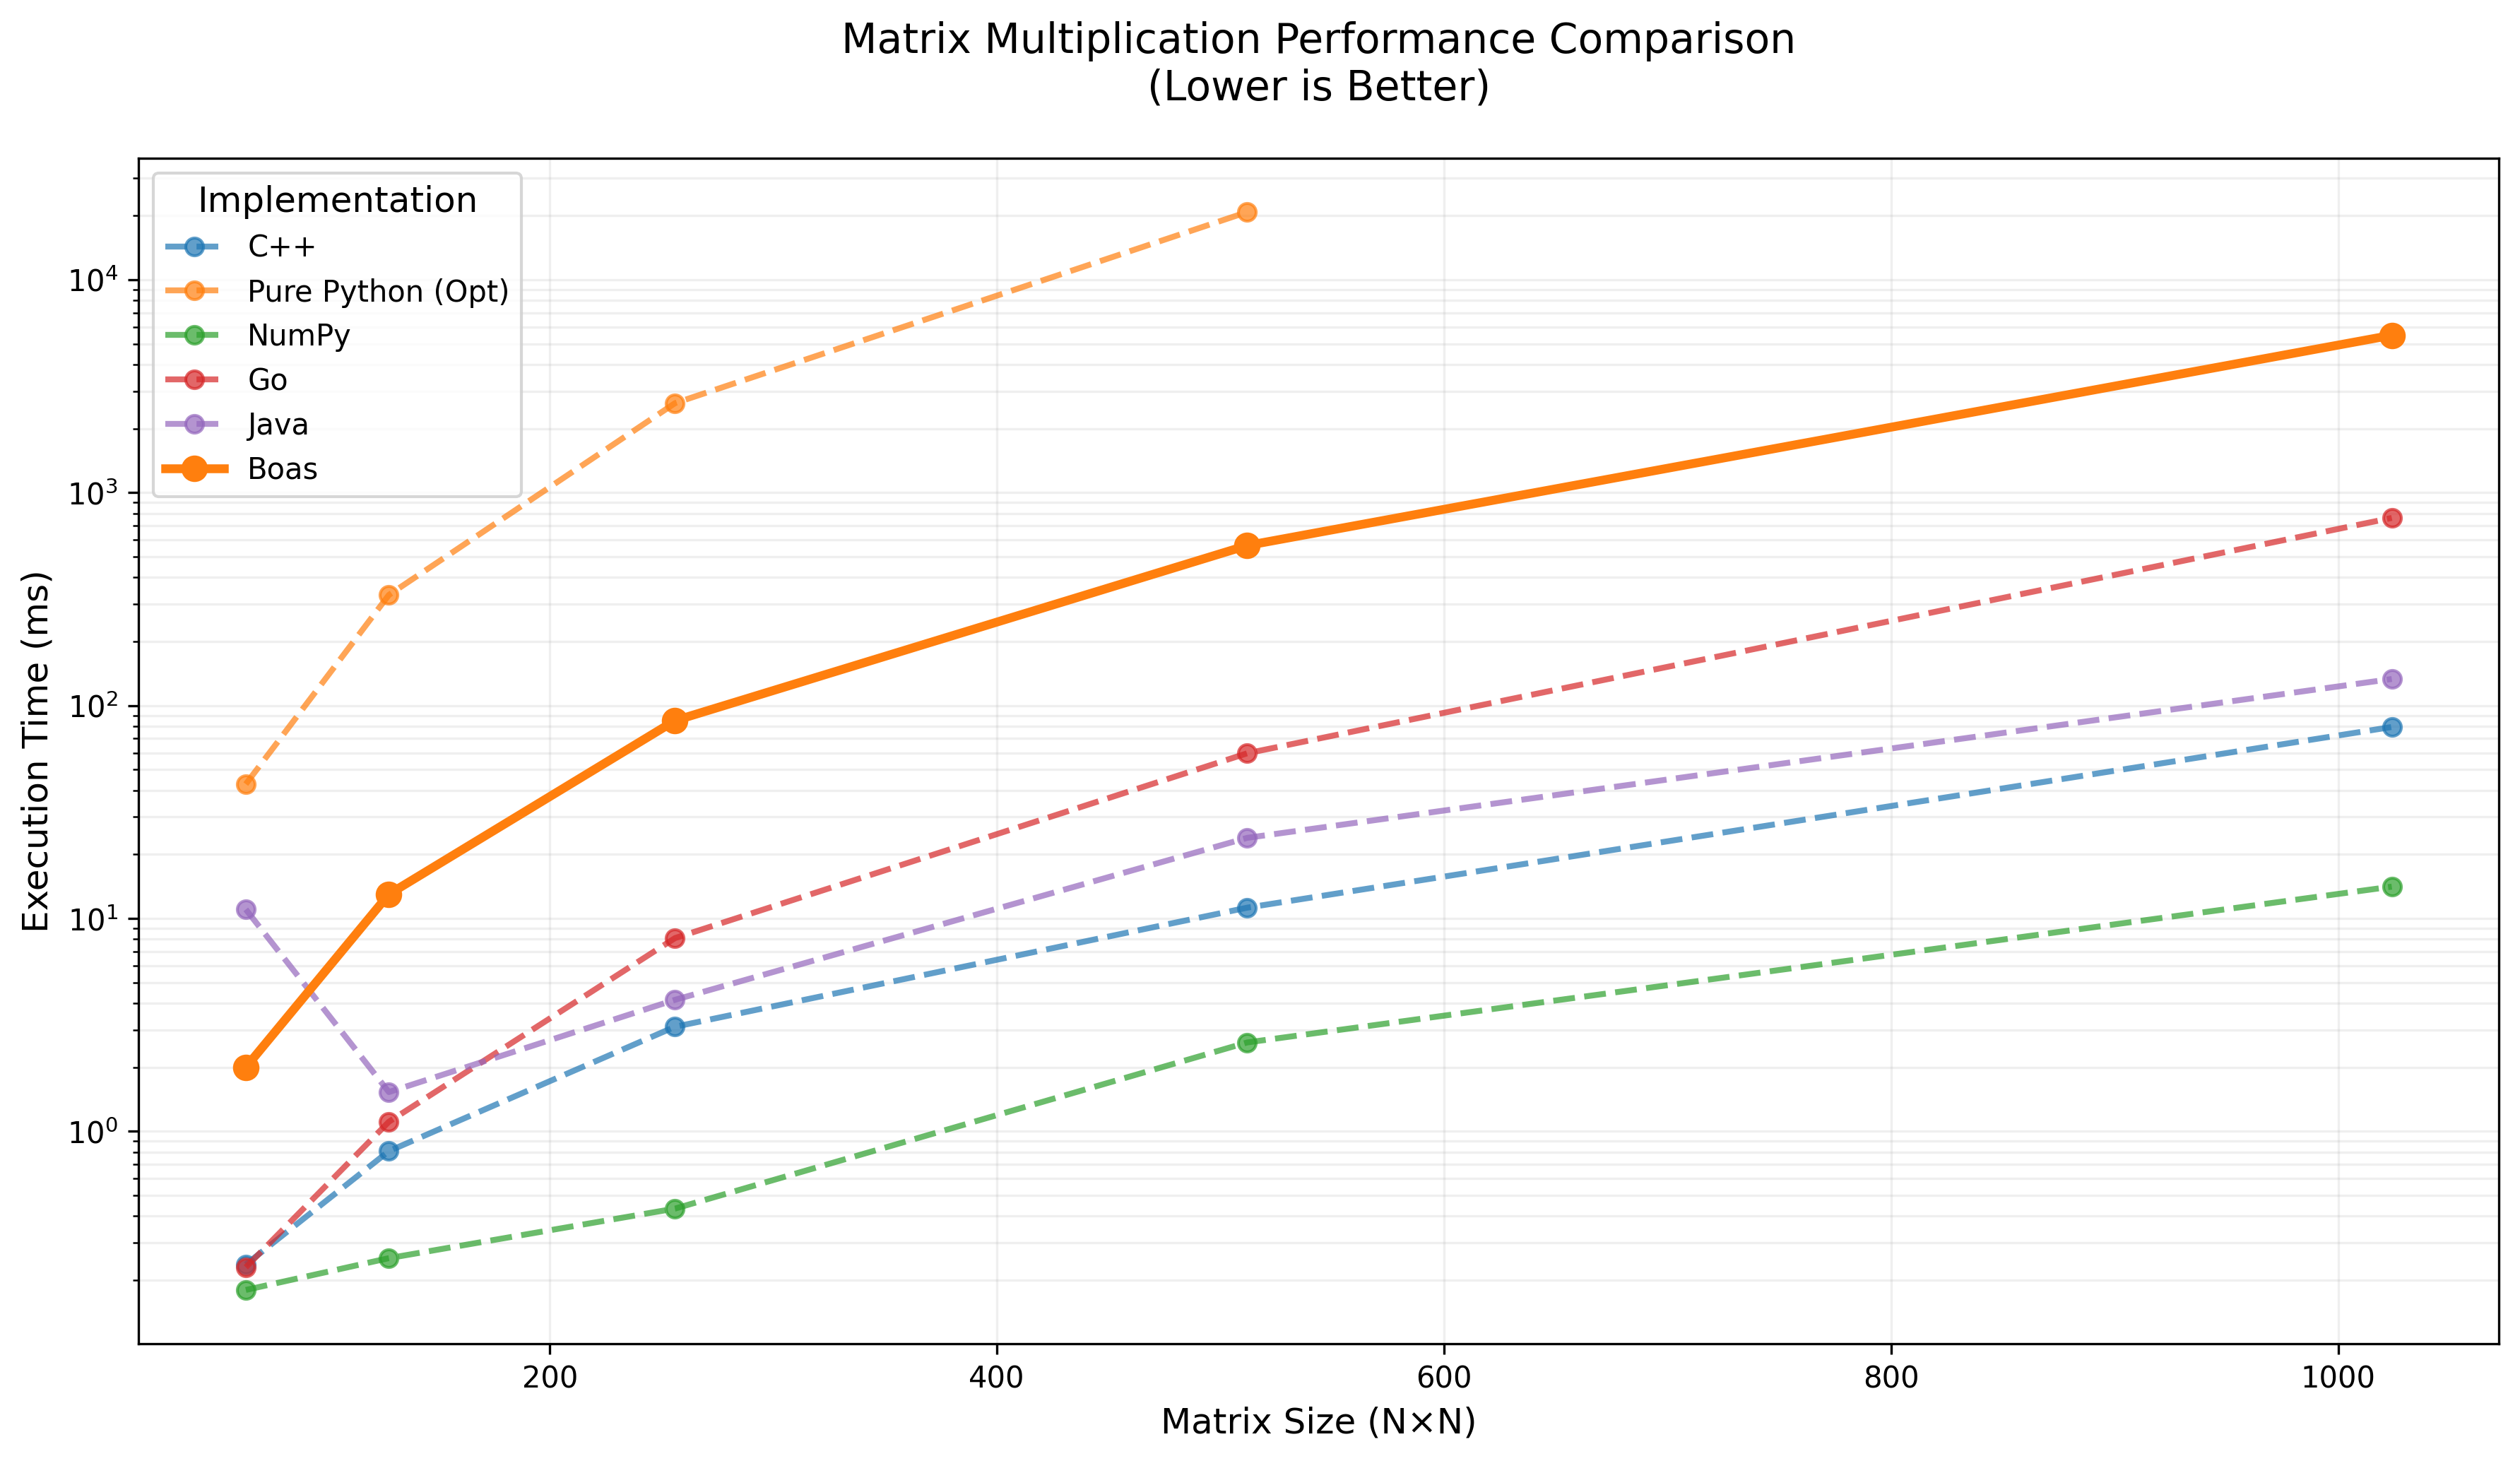 Matrix Multiplication Performance Comparison
(Lower is Better)
Implementation
C++
Pure Python (Opt)
NumPy
Go
Java
Boas
Execution Time (ms)
10⁴
10³
10²
10¹
10⁰
200 400 600 800 1000
Matrix Size (N×N)